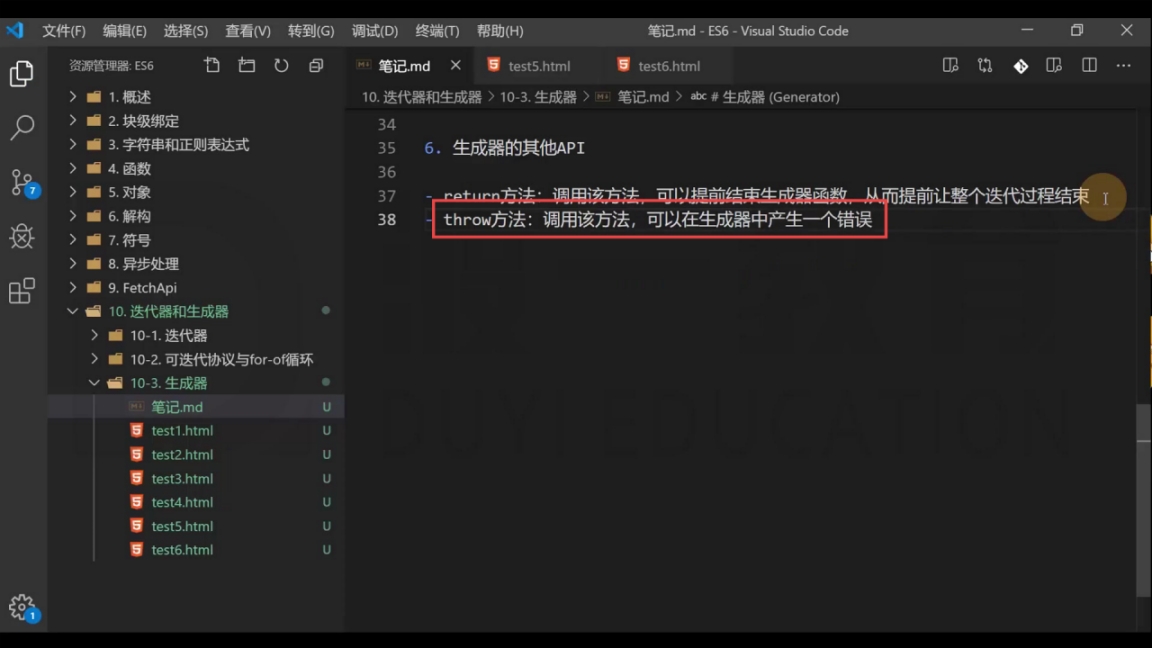 文件(F) 编辑(E) 选择(S) 查看(V) 转到(G) 调试(D) 终端(T) 帮助(H) 笔记.md - ES6 - Visual Studio Code
资源管理器: ES6
笔记.md
test5.html
test6.html
10. 迭代器和生成器 > 10-3. 生成器 > 笔记.md > abc # 生成器 (Generator)
1. 概述
2. 块级绑定
3. 字符串和正则表达式
4. 函数
5. 对象
6. 解构
7. 符号
8. 异步处理
9. FetchApi
10. 迭代器和生成器
10-1. 迭代器
10-2. 可迭代协议与for-of循环
10-3. 生成器
笔记.md U
test1.html U
test2.html U
test3.html U
test4.html U
test5.html U
test6.html U
7
1
34
35 6. 生成器的其他API
36
37 - return方法：调用该方法，可以提前结束生成器函数，从而提前让整个迭代过程结束
38 - throw方法：调用该方法，可以在生成器中产生一个错误
DUYI EDUCATION